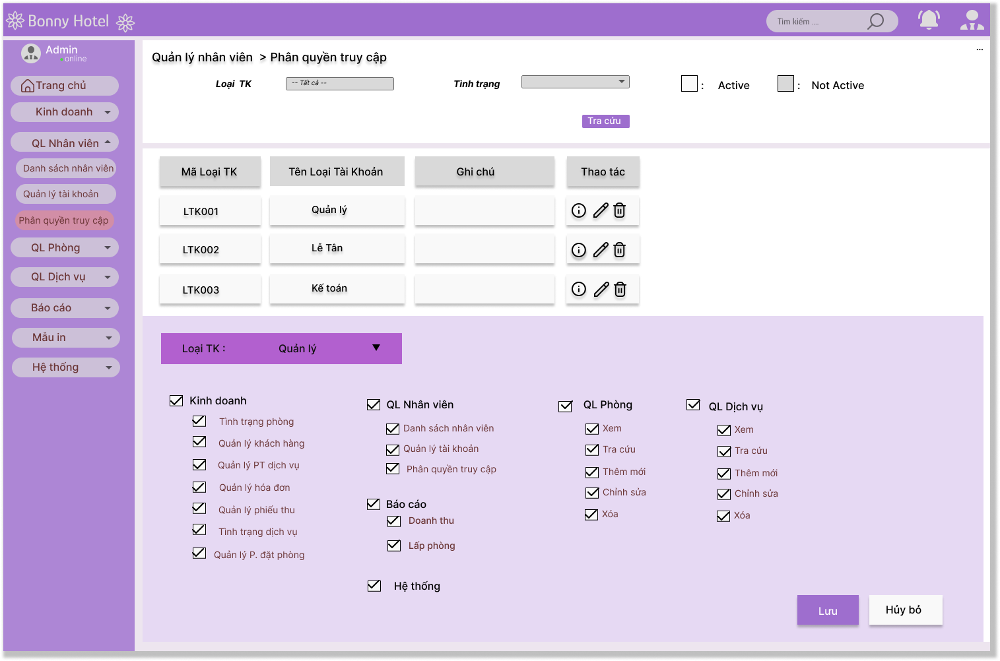 Bonny Hotel
Tìm kiếm ....
Admin
online
Trang chủ
Kinh doanh
QL Nhân viên
Danh sách nhân viên
Quản lý tài khoản
Phân quyền truy cập
QL Phòng
QL Dịch vụ
Báo cáo
Mẫu in
Hệ thống
Quản lý nhân viên > Phân quyền truy cập
...
Loại TK
-- Tất cả --
Tình trạng
: Active
: Not Active
Tra cứu
Mã Loại TK Tên Loại Tài Khoản Ghi chú Thao tác
LTK001 Quản lý
LTK002 Lễ Tân
LTK003 Kế toán
Loại TK : Quản lý
Kinh doanh
Tình trạng phòng
Quản lý khách hàng
Quản lý PT dịch vụ
Quản lý hóa đơn
Quản lý phiếu thu
Tình trạng dịch vụ
Quản lý P. đặt phòng
QL Nhân viên
Danh sách nhân viên
Quản lý tài khoản
Phân quyền truy cập
Báo cáo
Doanh thu
Lấp phòng
Hệ thống
QL Phòng
Xem
Tra cứu
Thêm mới
Chỉnh sửa
Xóa
QL Dịch vụ
Xem
Tra cứu
Thêm mới
Chỉnh sửa
Xóa
Lưu
Hủy bỏ